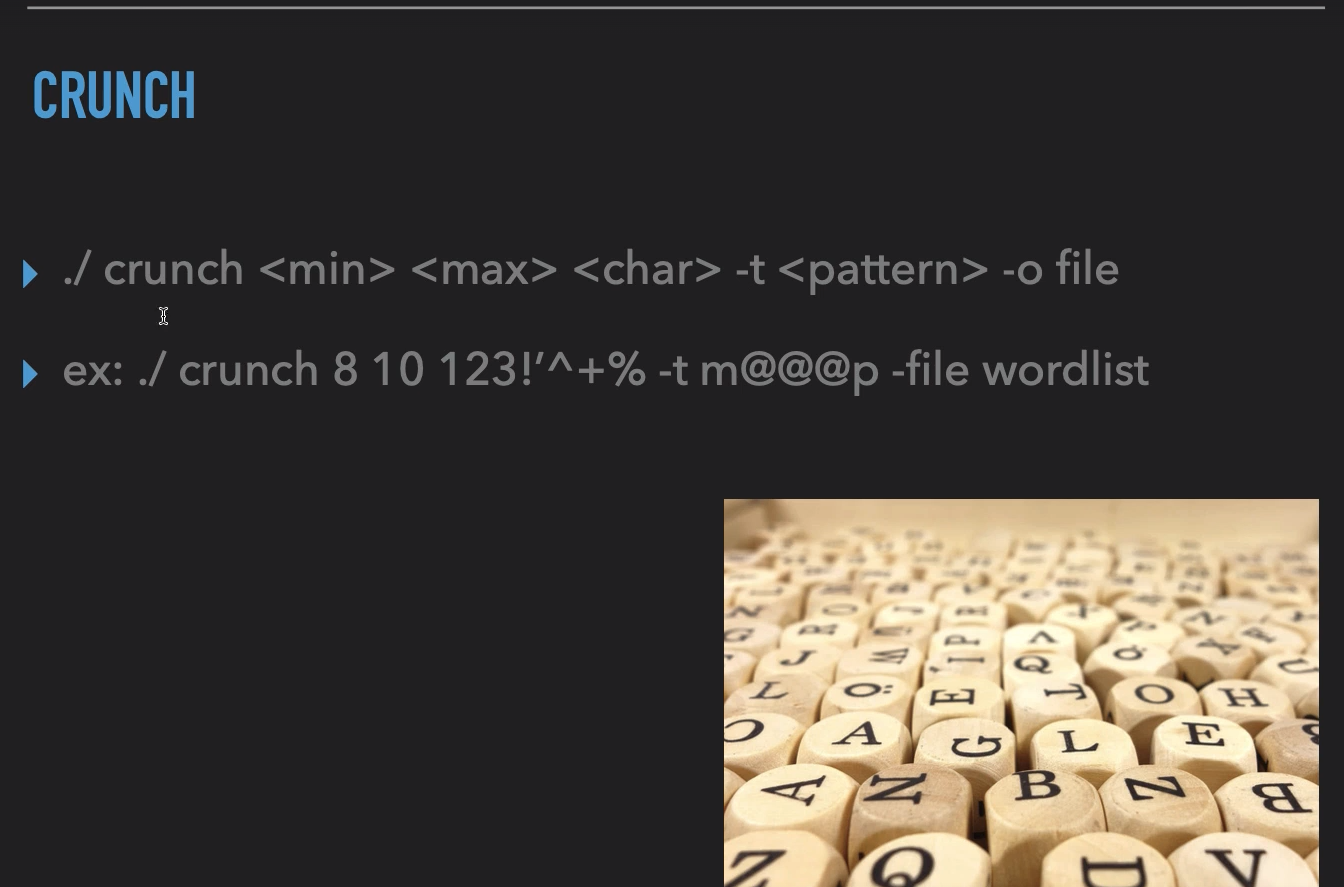 CRUNCH
./ crunch <min> <max> <char> -t <pattern> -o file
ex: ./ crunch 8 10 123!’^+% -t m@@@p -file wordlist
L Ö E T O H
O A G L E
A Z B N B
Z Q D V